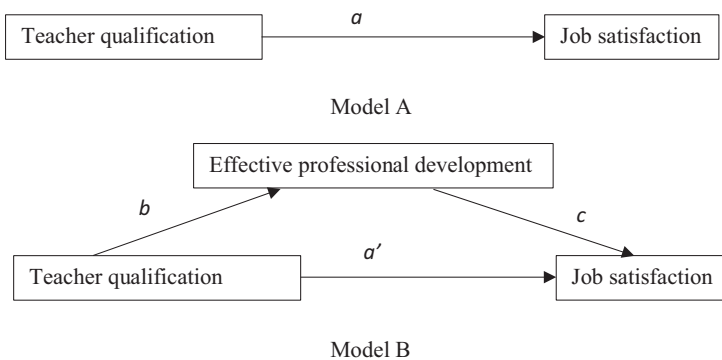 a
Teacher qualification
Job satisfaction
Model A
Effective professional development
b
c
a'
Teacher qualification
Job satisfaction
Model B